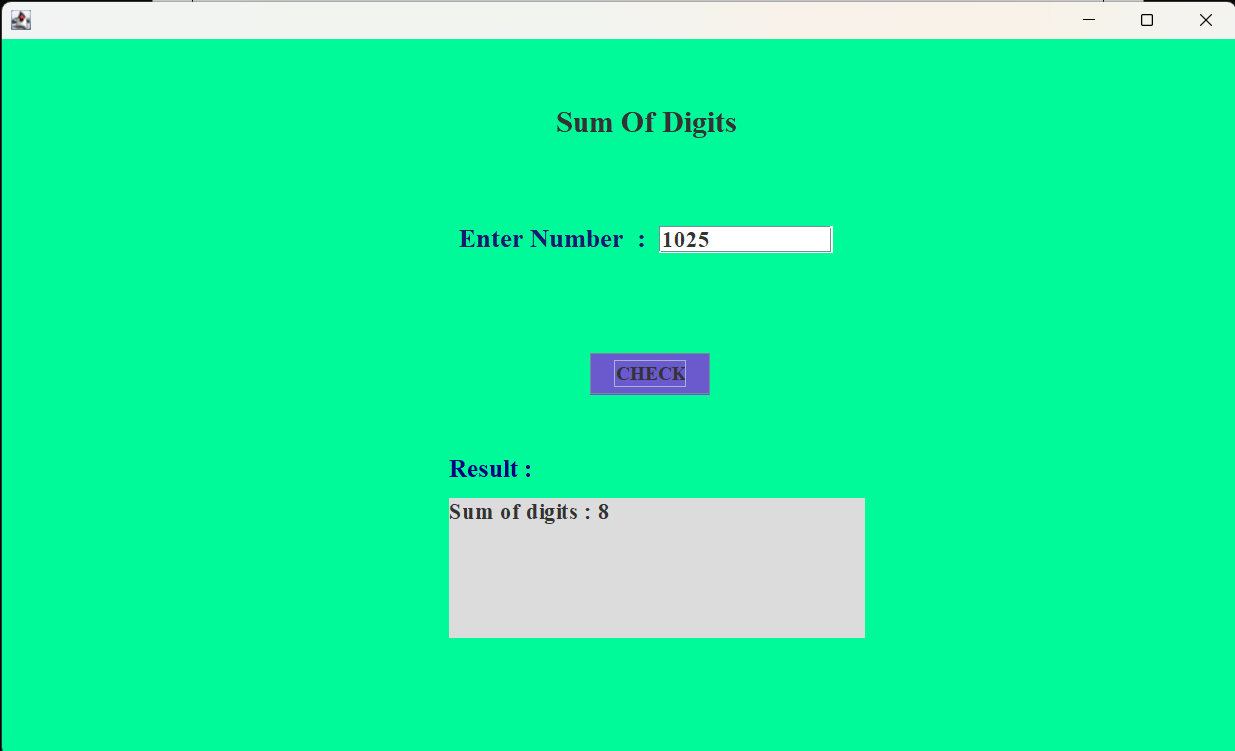 Sum Of Digits
Enter Number : 1025
CHECK
Result :
Sum of digits : 8